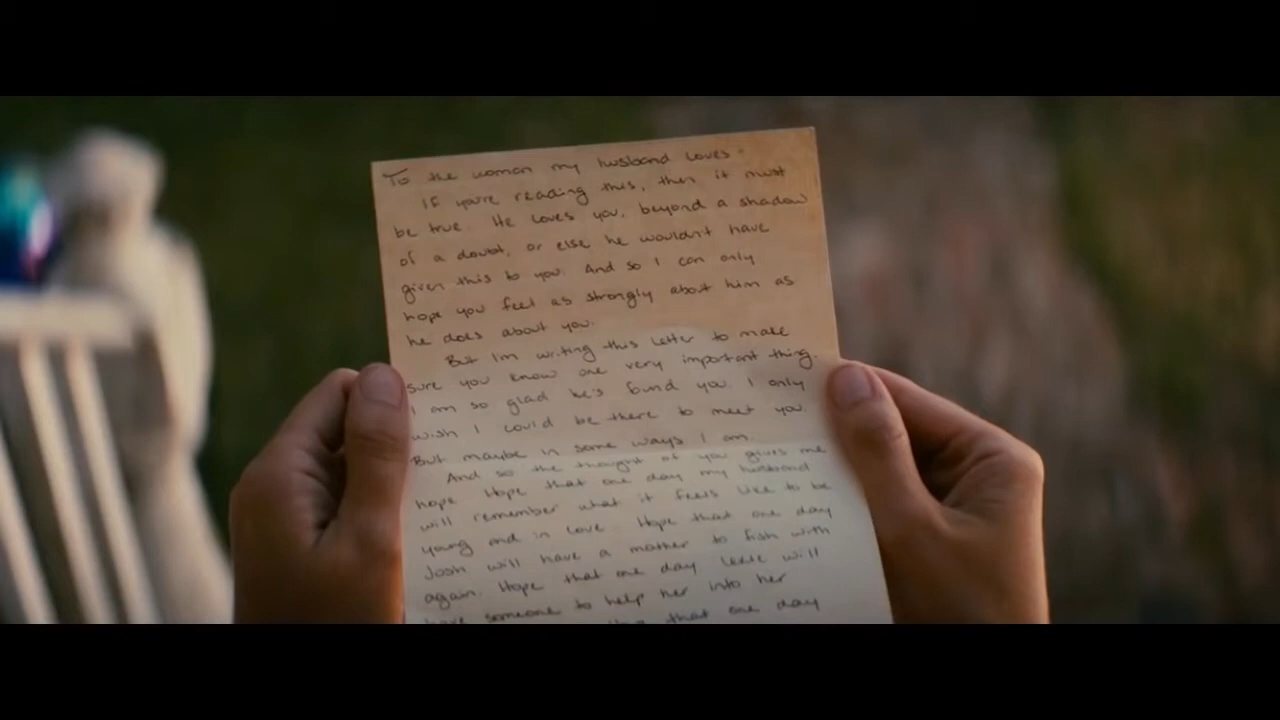 To the woman my husband loves -
If you're reading this, then it must
be true. He loves you, beyond a shadow
of a doubt, or else he wouldn't have
given this to you. And so I can only
hope you feel as strongly about him as
he does about you.
But I'm writing this letter to make
sure you know one very important thing.
I am so glad he's found you. I only
wish I could be there to meet you.
But maybe in some ways I am.
And so the thought of you gives me
hope. Hope that one day my husband
will remember what it feels like to be
young and in love. Hope that one day
Josh will have a mother to fish with
again. Hope that one day Lexie will
have someone to help her into her
that one day